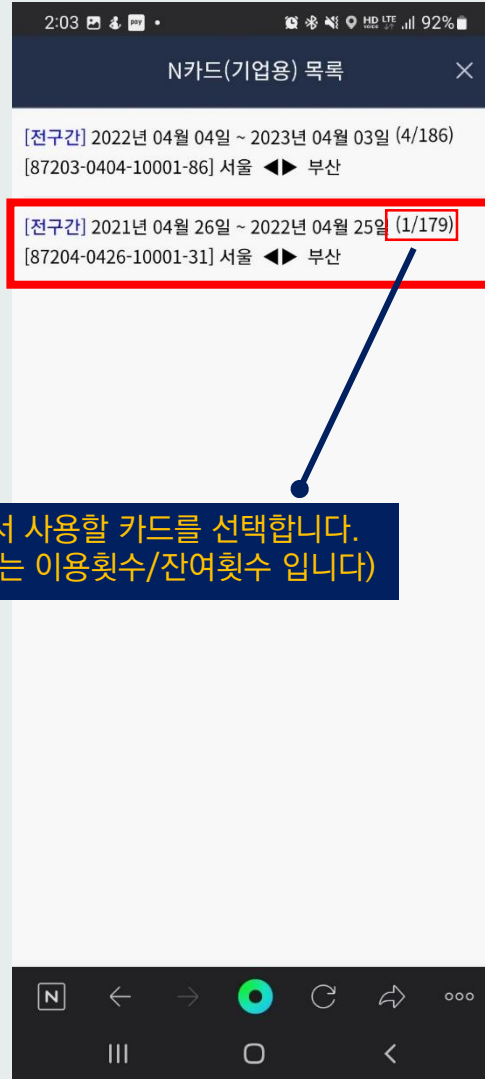 2:03 pay HD LTE 92%
N카드(기업용) 목록
[전구간] 2022년 04월 04일 ~ 2023년 04월 03일 (4/186)
[87203-0404-10001-86] 서울 ◀▶ 부산
[전구간] 2021년 04월 26일 ~ 2022년 04월 25일 (1/179)
[87204-0426-10001-31] 서울 ◀▶ 부산
서 사용할 카드를 선택합니다.
는 이용횟수/잔여횟수 입니다)
N